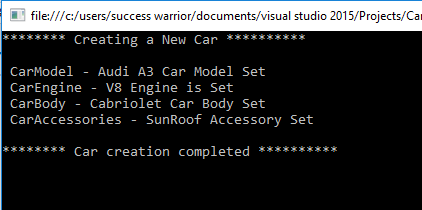 file:///c:/users/success warrior/documents/visual studio 2015/Projects/Car
******** Creating a New Car **********
CarModel - Audi A3 Car Model Set
CarEngine - V8 Engine is Set
CarBody - Cabriolet Car Body Set
CarAccessories - SunRoof Accessory Set
******** Car creation completed **********